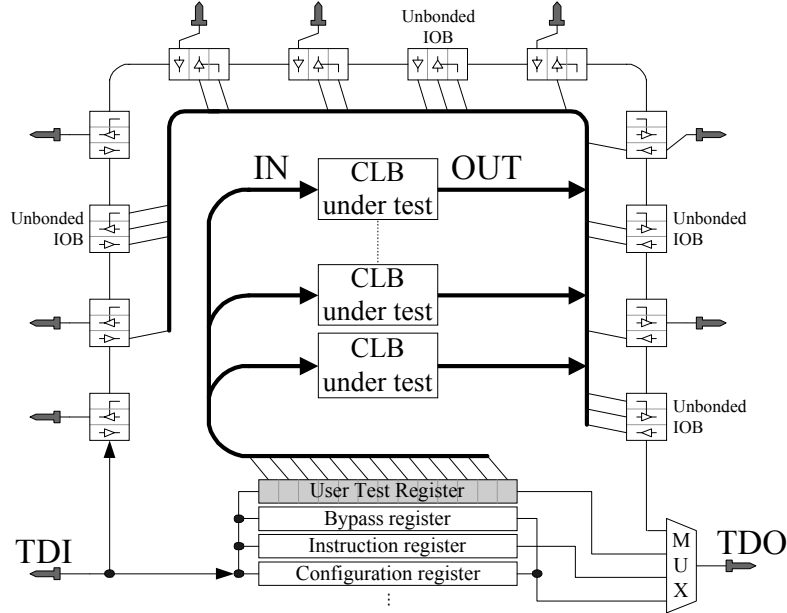 Unbonded
IOB
IN
CLB
under test
OUT
Unbonded
IOB
Unbonded
IOB
CLB
under test
CLB
under test
Unbonded
IOB
User Test Register
Bypass register
Instruction register
Configuration register
TDI
M
U
X
TDO